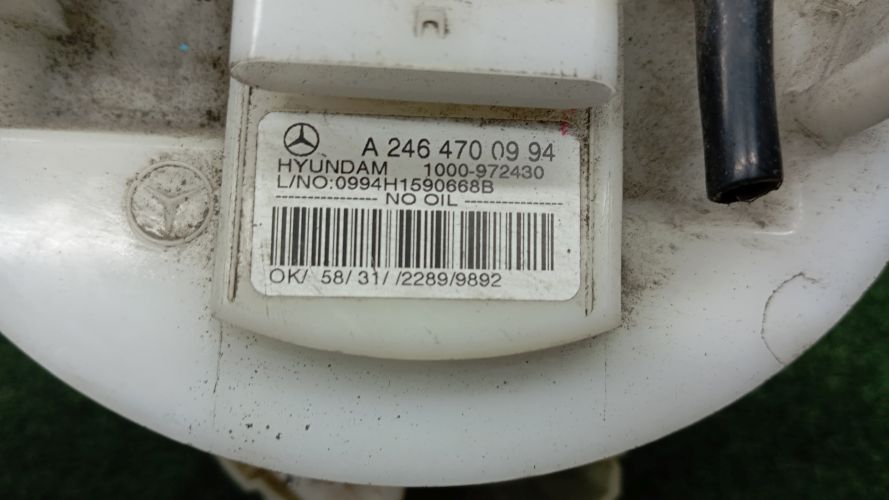 A 246 470 09 94
HYUNDAM 1000-972430
L/NO:0994H1590668B
---------------- NO OIL ----------------
OK/ 58/ 31/ /2289/9892